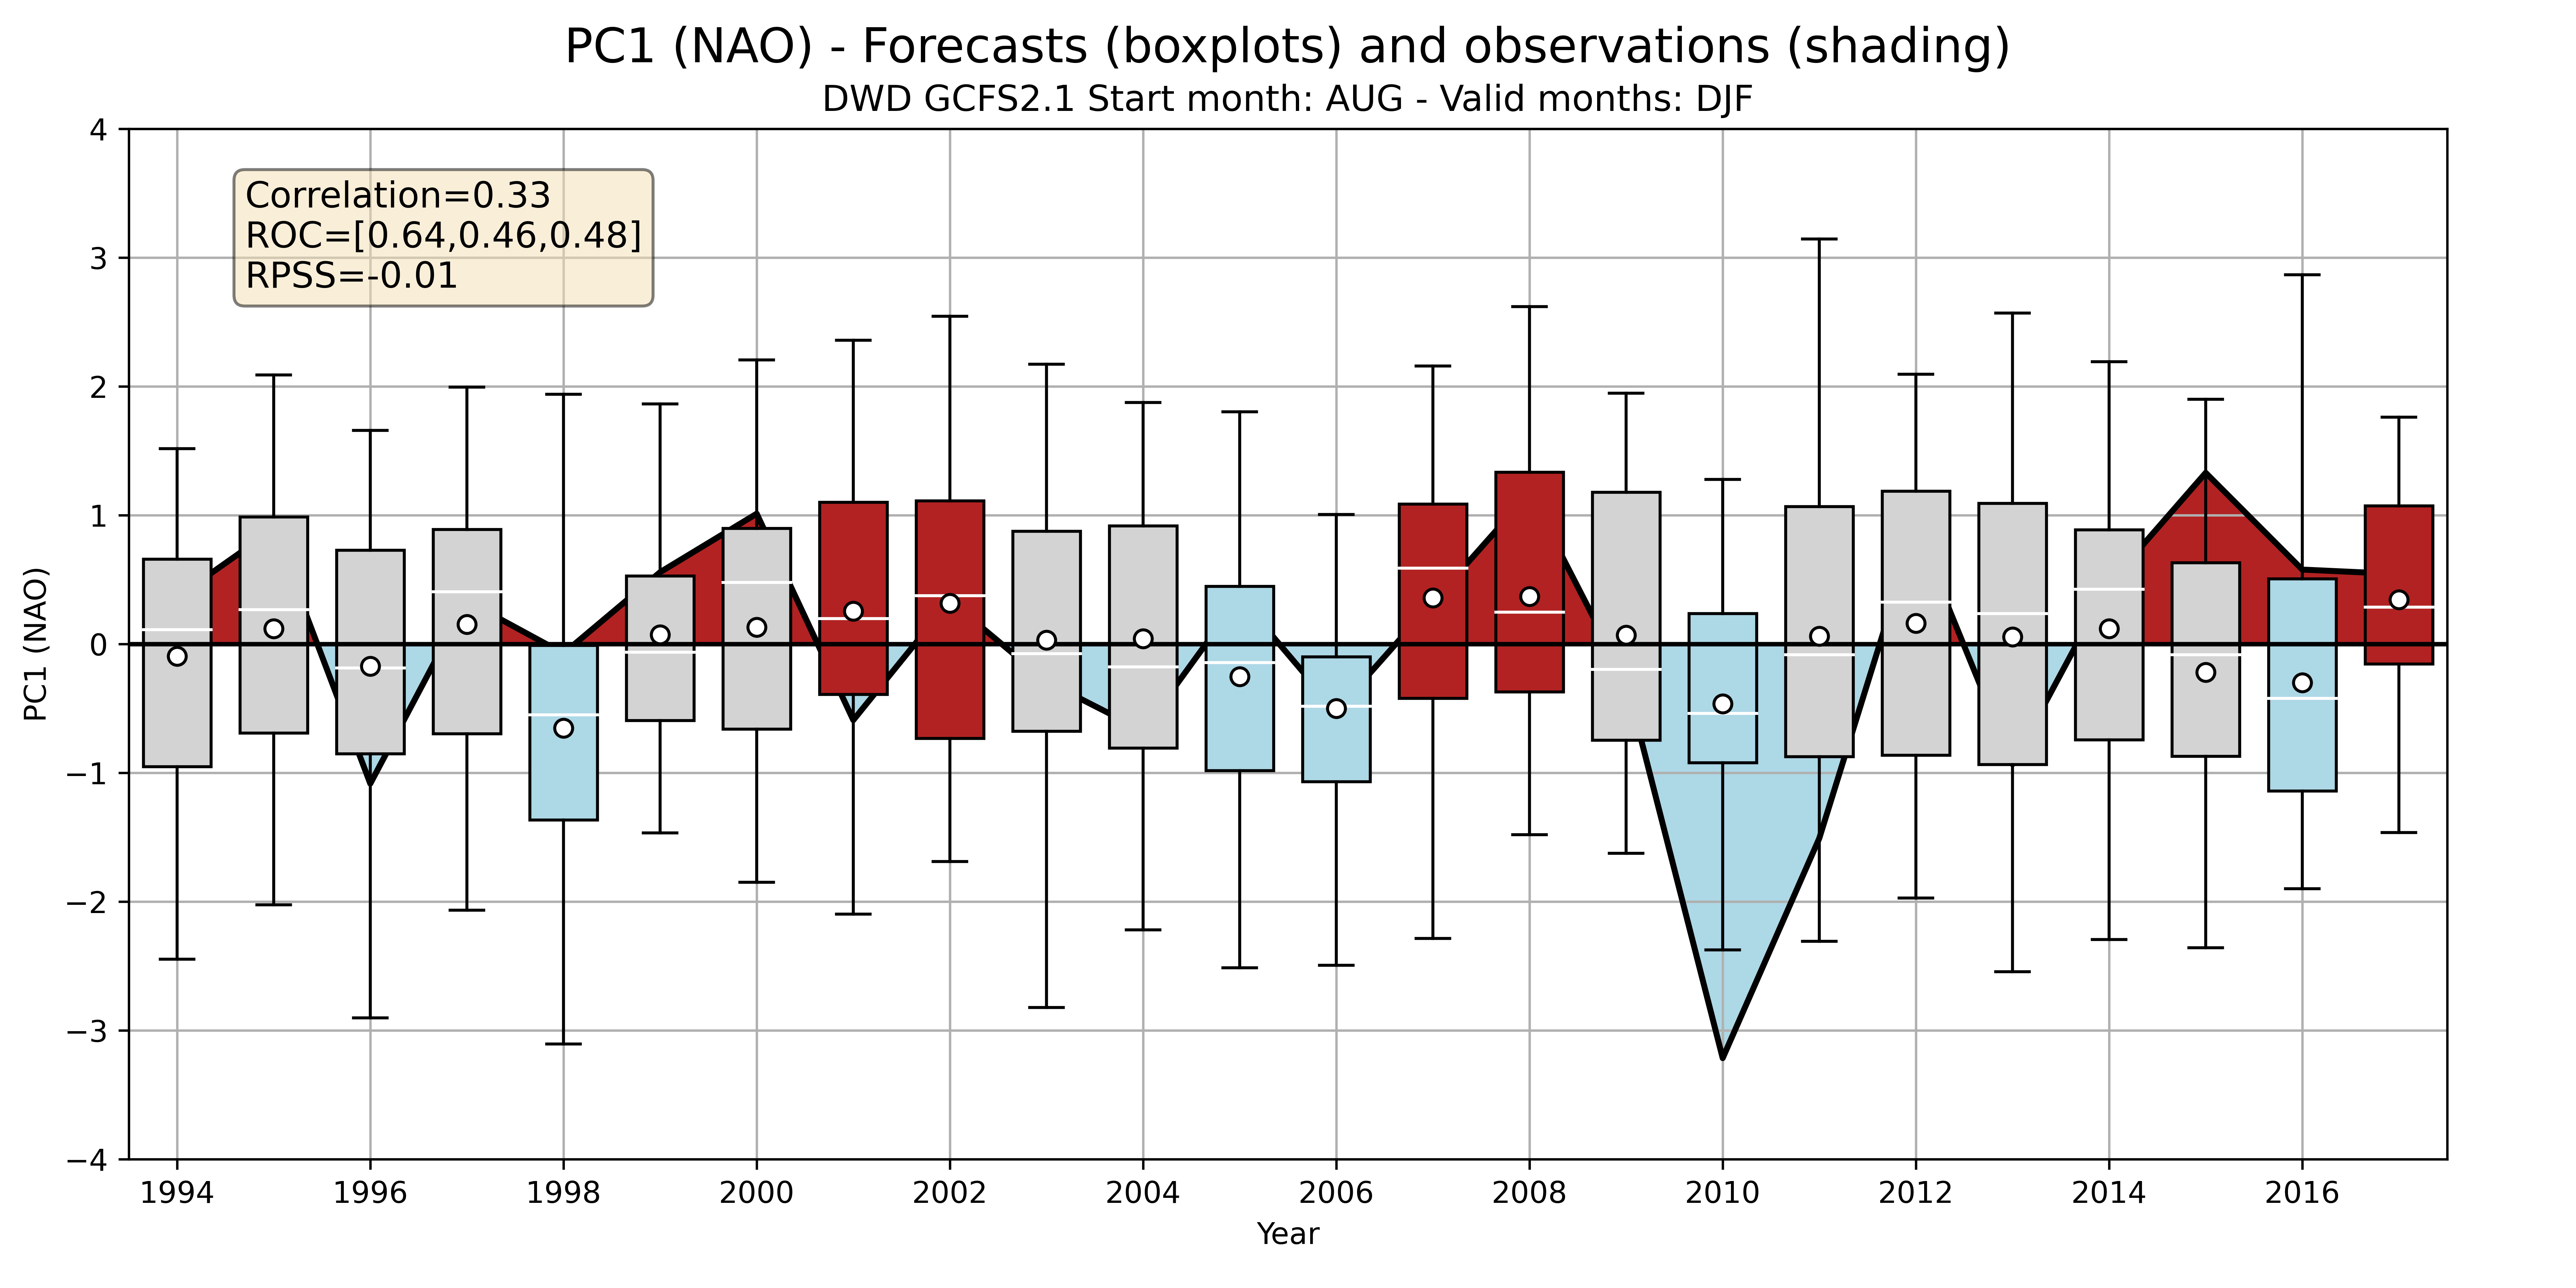 PC1 (NAO) - Forecasts (boxplots) and observations (shading)
DWD GCFS2.1 Start month: AUG - Valid months: DJF
Correlation=0.33
ROC=[0.64,0.46,0.48]
RPSS=-0.01
PC1 (NAO)
4
3
2
1
0
−1
−2
−3
−4
1994 1996 1998 2000 2002 2004 2006 2008 2010 2012 2014 2016
Year